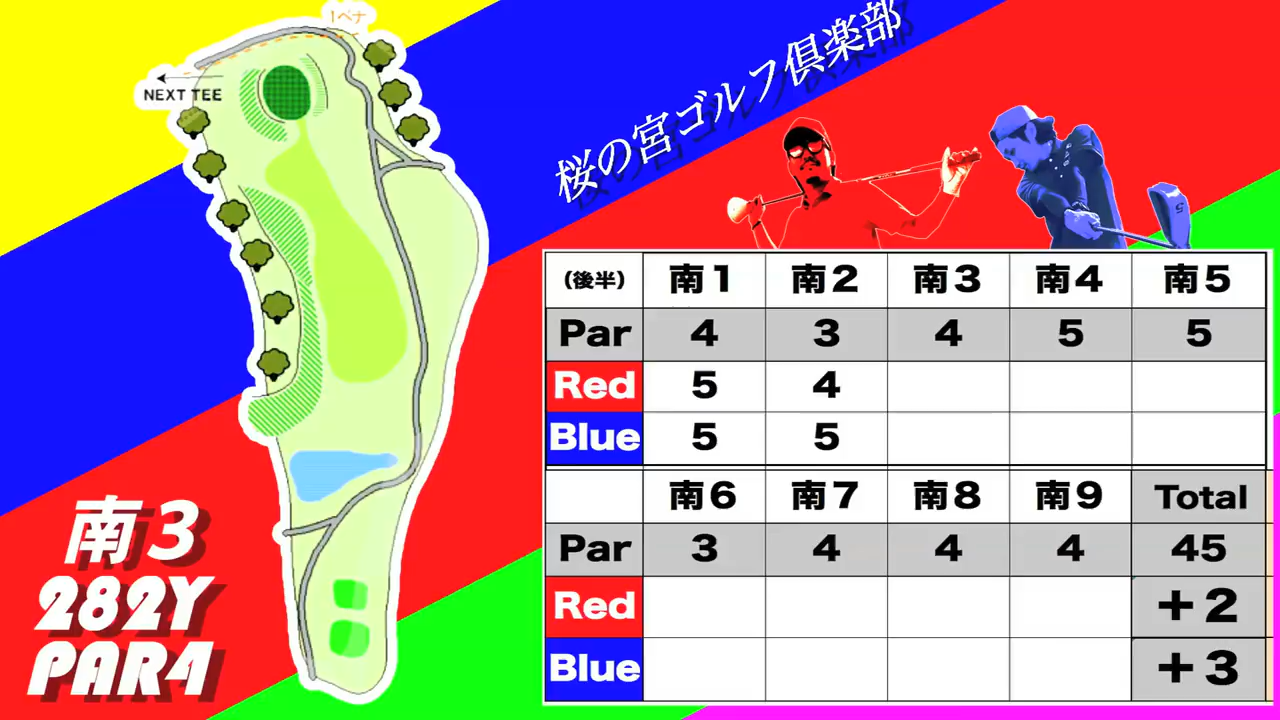 1ペナ
NEXT TEE
桜の宮ゴルフ倶楽部
5
南3
282Y
PAR4
(後半) 南1 南2 南3 南4 南5
Par 4 3 4 5 5
Red 5 4
Blue 5 5
南6 南7 南8 南9 Total
Par 3 4 4 4 45
Red +2
Blue +3